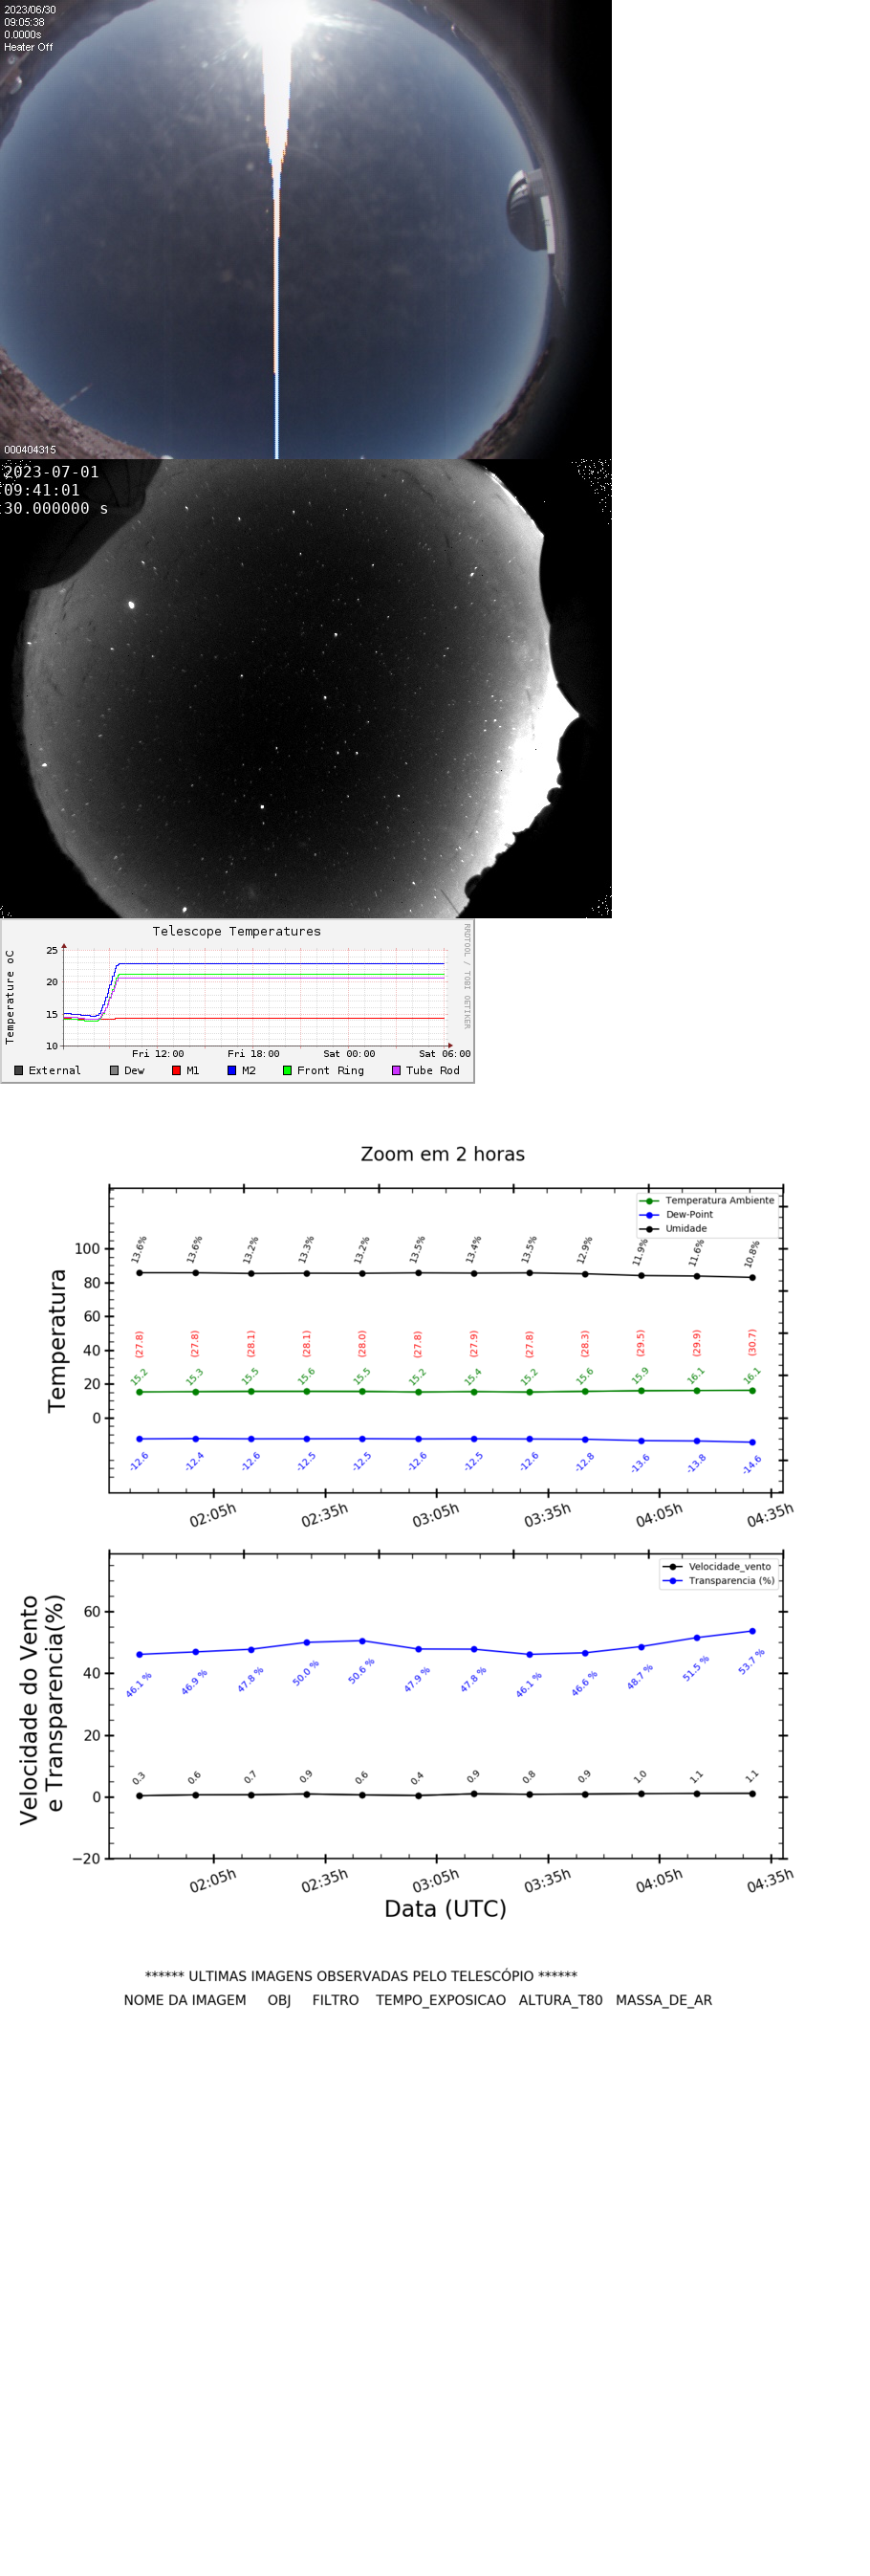 2023/06/30
09:05:38
0.0000s
Heater Off
000404315
2023-07-01
09:41:01
30.000000 s
Telescope Temperatures
RRDTOOL / TOBI OETIKER
Temperature oC
25
20
15
10
Fri 12:00 Fri 18:00 Sat 00:00 Sat 06:00
External Dew M1 M2 Front Ring Tube Rod
Zoom em 2 horas
Temperatura Ambiente
Dew-Point
Umidade
Temperatura
100
80
60
40
20
0
13.6% 13.6% 13.2% 13.3% 13.2% 13.5% 13.4% 13.5% 12.9% 11.9% 11.6% 10.8%
(27.8) (27.8) (28.1) (28.1) (28.0) (27.8) (27.9) (27.8) (28.3) (29.5) (29.9) (30.7)
15.2 15.3 15.5 15.6 15.5 15.2 15.4 15.2 15.6 15.9 16.1 16.1
-12.6 -12.4 -12.6 -12.5 -12.5 -12.6 -12.5 -12.6 -12.8 -13.6 -13.8 -14.6
02:05h 02:35h 03:05h 03:35h 04:05h 04:35h
Velocidade_vento
Transparencia (%)
Velocidade do Vento
e Transparencia(%)
60
40
20
0
−20
46.1 % 46.9 % 47.8 % 50.0 % 50.6 % 47.9 % 47.8 % 46.1 % 46.6 % 48.7 % 51.5 % 53.7 %
0.3 0.6 0.7 0.9 0.6 0.4 0.9 0.8 0.9 1.0 1.1 1.1
02:05h 02:35h 03:05h 03:35h 04:05h 04:35h
Data (UTC)
****** ULTIMAS IMAGENS OBSERVADAS PELO TELESCÓPIO ******
NOME DA IMAGEM OBJ FILTRO TEMPO_EXPOSICAO ALTURA_T80 MASSA_DE_AR